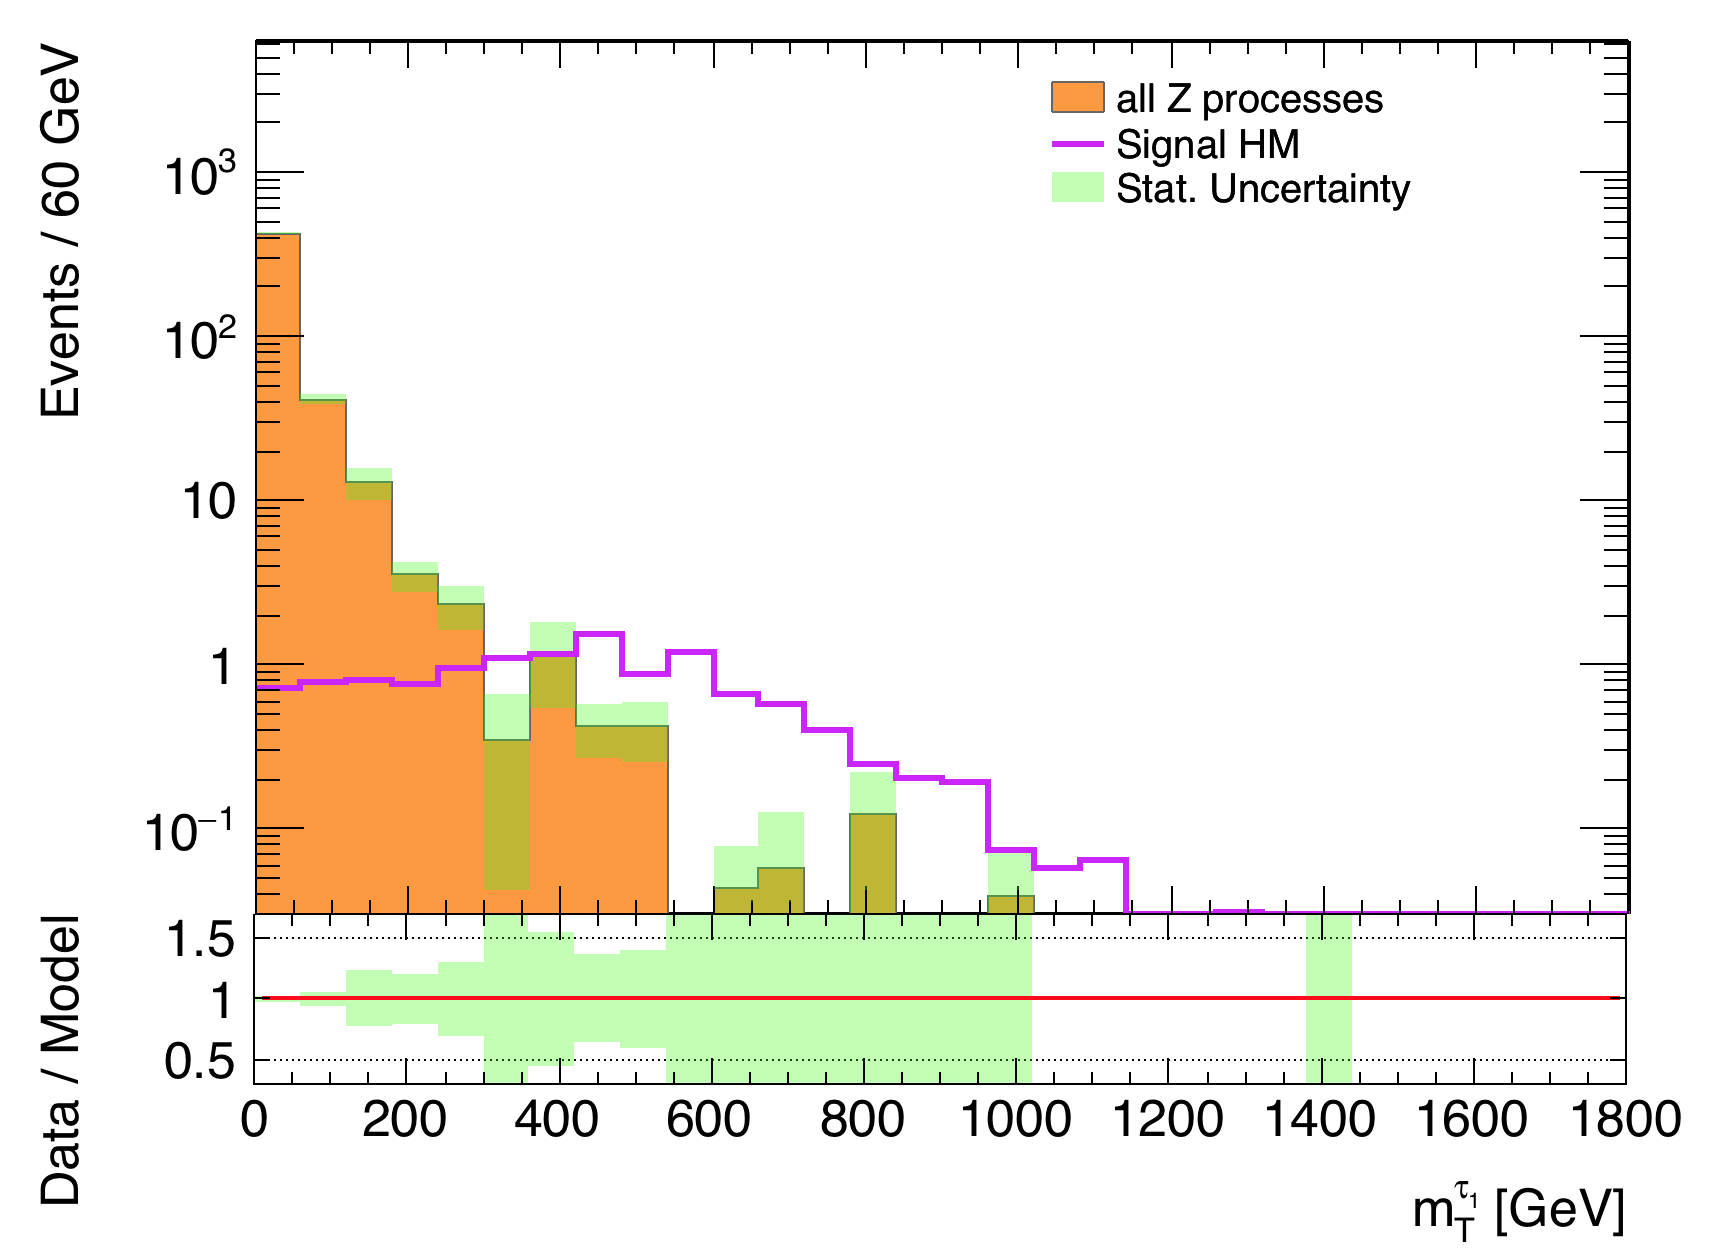 Events / 60 GeV
all Z processes
Signal HM
Stat. Uncertainty
10³
10²
10
1
10⁻¹
Data / Model
1.5
1
0.5
0 200 400 600 800 1000 1200 1400 1600 1800
m_T^τ₁ [GeV]